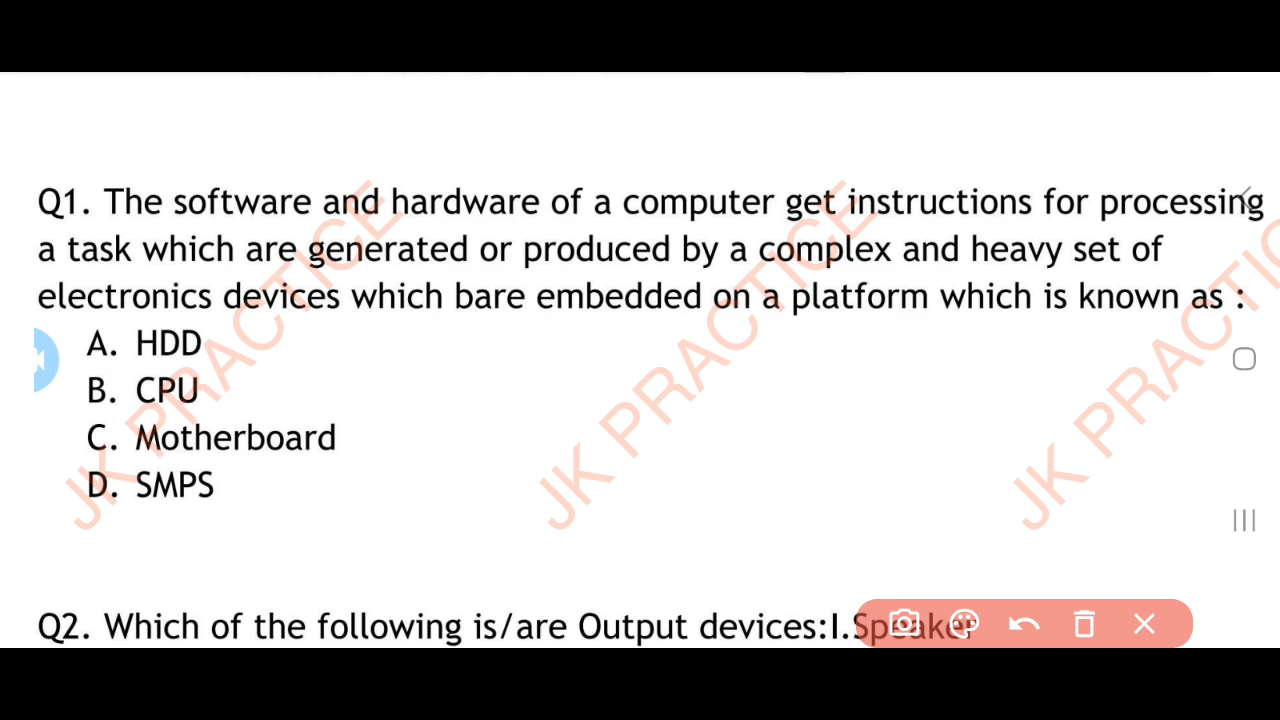 Q1. The software and hardware of a computer get instructions for processing
a task which are generated or produced by a complex and heavy set of
electronics devices which bare embedded on a platform which is known as :
A. HDD
B. CPU
C. Motherboard
D. SMPS
Q2. Which of the following is/are Output devices:I.Speaker
JK PRACTICE
JK PRACTICE
JK PRACTIC